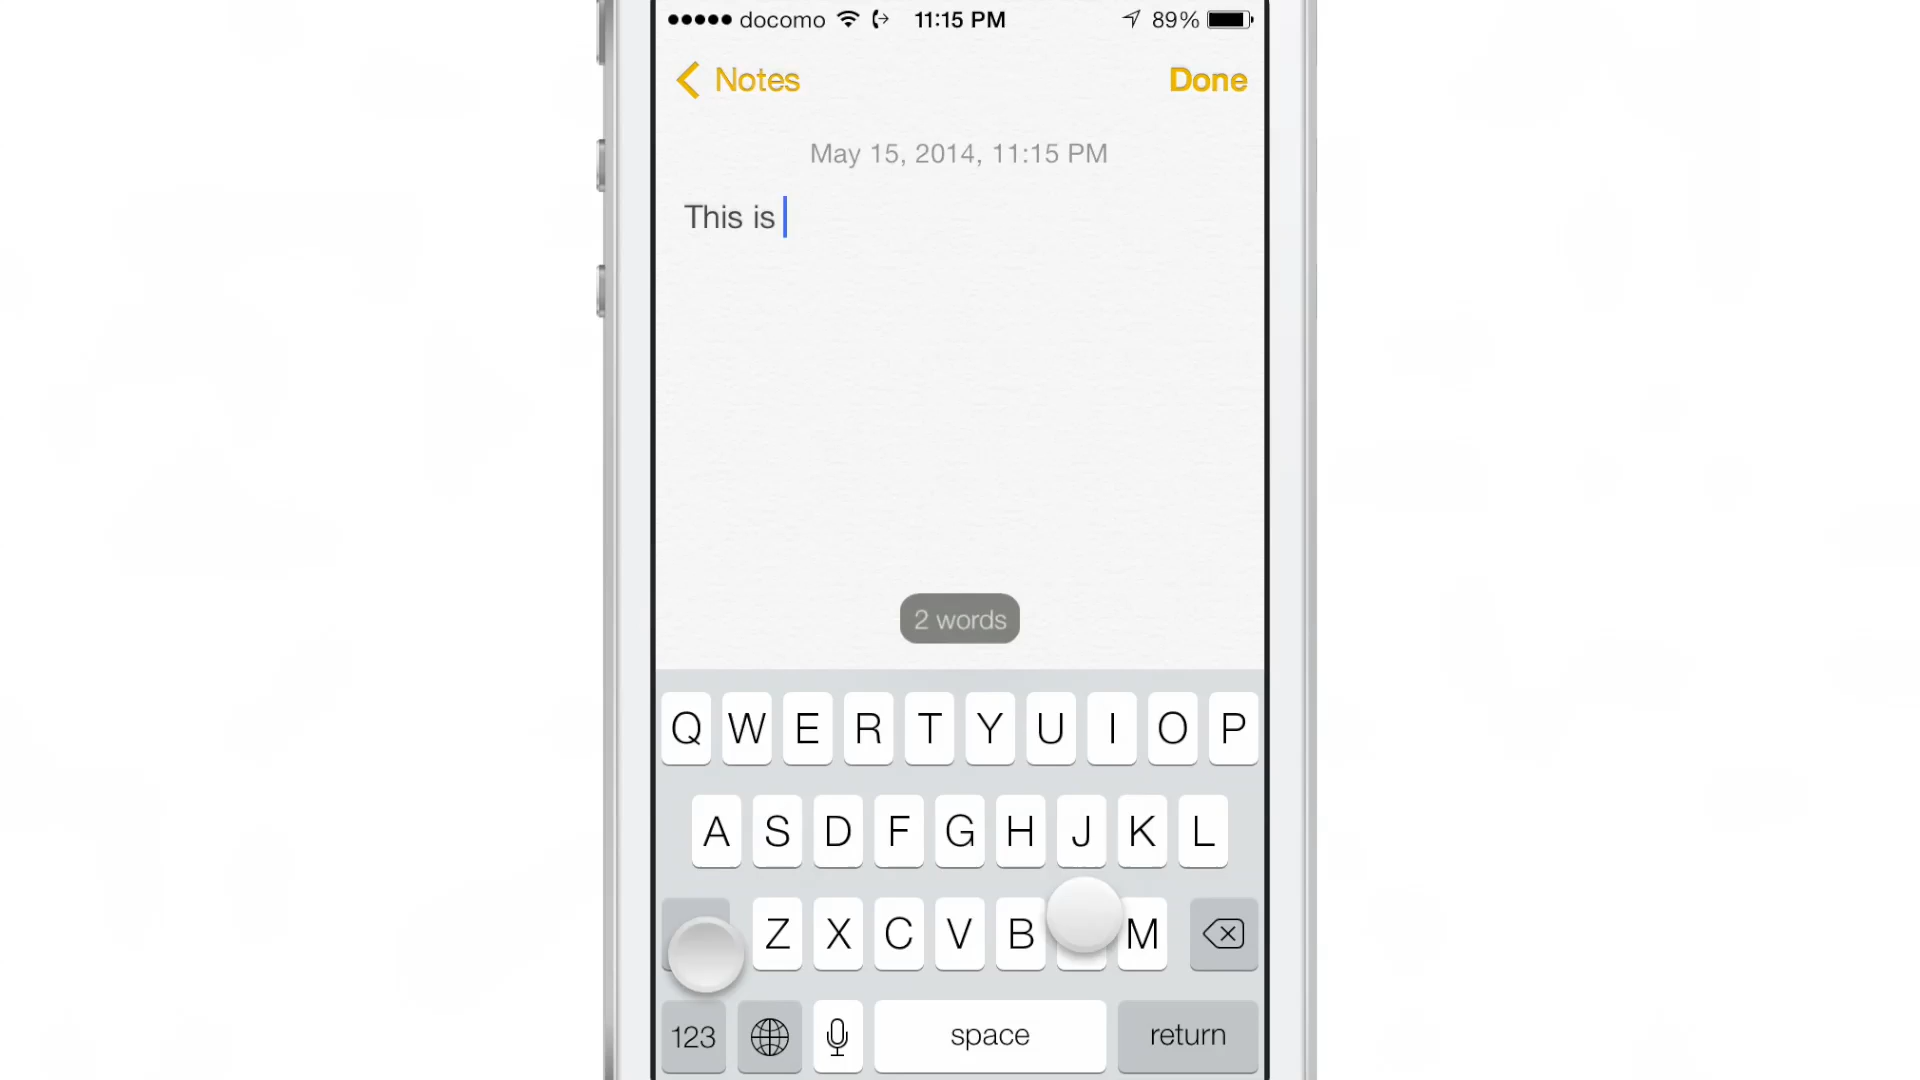 docomo 11:15 PM 89%
Notes Done
May 15, 2014, 11:15 PM
This is
2 words
Q W E R T Y U I O P
A S D F G H J K L
Z X C V B M
123 space return